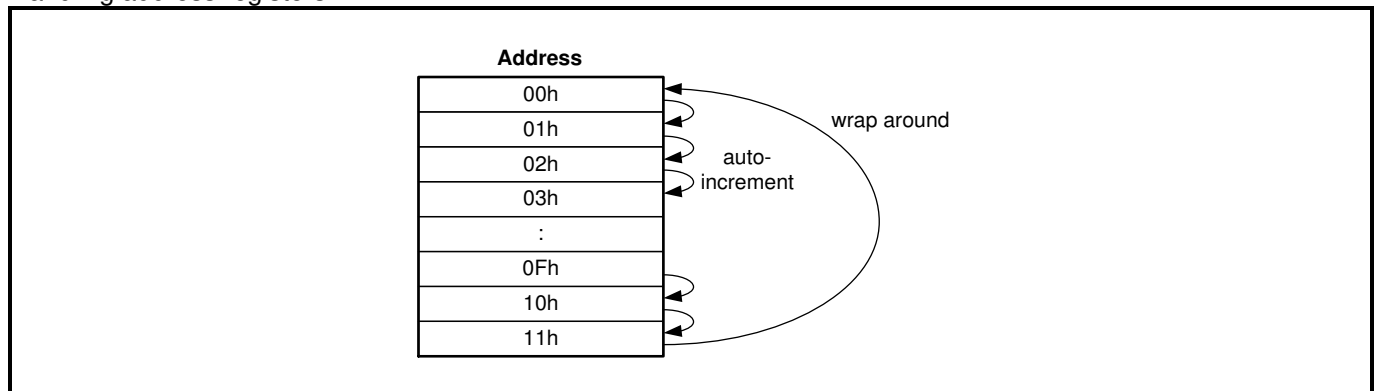 Address
00h
01h
02h
03h
:
0Fh
10h
11h
wrap around
auto-
increment